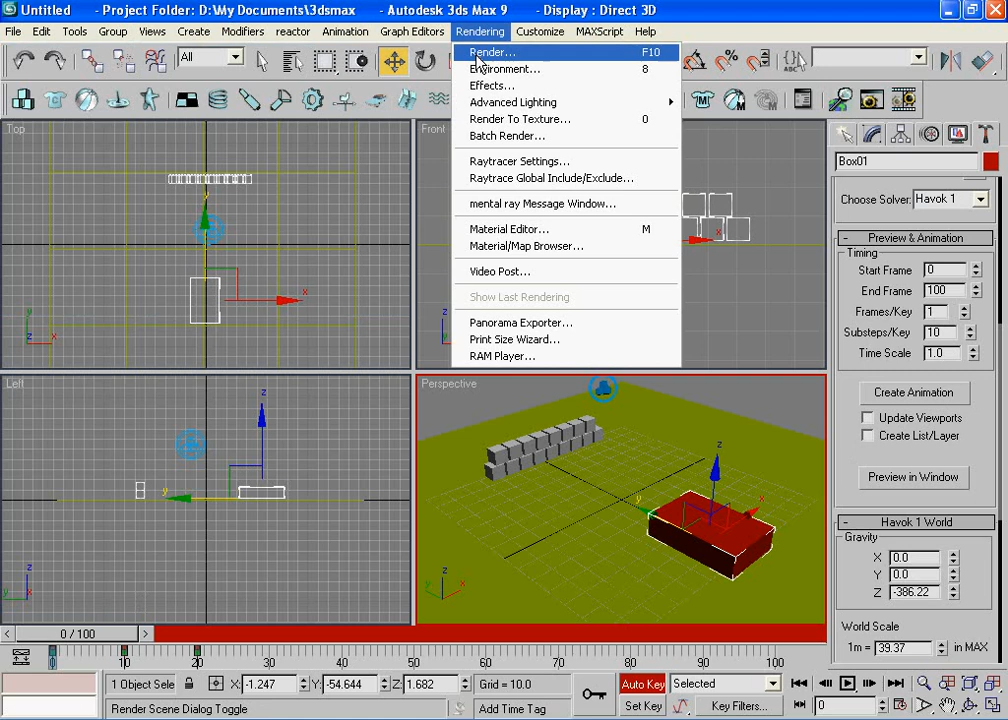 Untitled - Project Folder: D:\My Documents\3dsmax - Autodesk 3ds Max 9 - Display : Direct 3D
File Edit Tools Group Views Create Modifiers reactor Animation Graph Editors Rendering Customize MAXScript Help
All
Render... F10
Environment... 8
Effects...
Advanced Lighting
Render To Texture... 0
Batch Render...
Raytracer Settings...
Raytrace Global Include/Exclude...
mental ray Message Window...
Material Editor... M
Material/Map Browser...
Video Post...
Show Last Rendering
Panorama Exporter...
Print Size Wizard...
RAM Player...
Top
y
x
y
z x
Front
x
z
Left
z
y
z
y
Perspective
z
x
y
z
x
y
Box01
Choose Solver: Havok 1
- Preview & Animation
Timing
Start Frame 0
End Frame 100
Frames/Key 1
Substeps/Key 10
Time Scale 1.0
Create Animation
Update Viewports
Create List/Layer
Preview in Window
- Havok 1 World
Gravity
X 0.0
Y 0.0
Z -386.22
World Scale
1m = 39.37 in MAX
< 0 / 100 >
0 10 20 30 40 50 60 70 80 90 100
1 Object Sele X: -1.247 Y: -54.644 Z: 1.682 Grid = 10.0 Auto Key Selected
Render Scene Dialog Toggle Add Time Tag Set Key Key Filters... 0